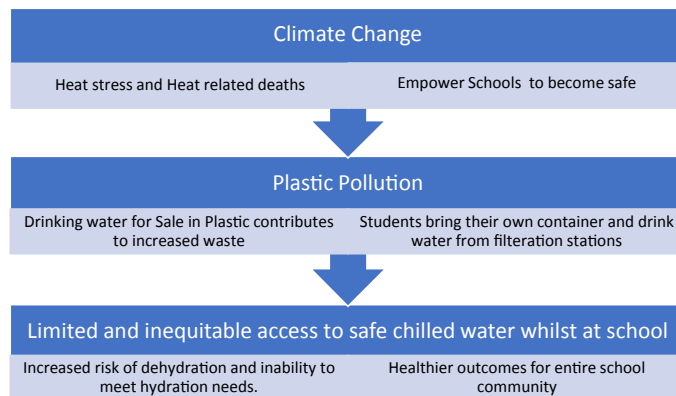 Climate Change
Heat stress and Heat related deaths
Empower Schools to become safe
Plastic Pollution
Drinking water for Sale in Plastic contributes
to increased waste
Students bring their own container and drink
water from filteration stations
Limited and inequitable access to safe chilled water whilst at school
Increased risk of dehydration and inability to
meet hydration needs.
Healthier outcomes for entire school
community